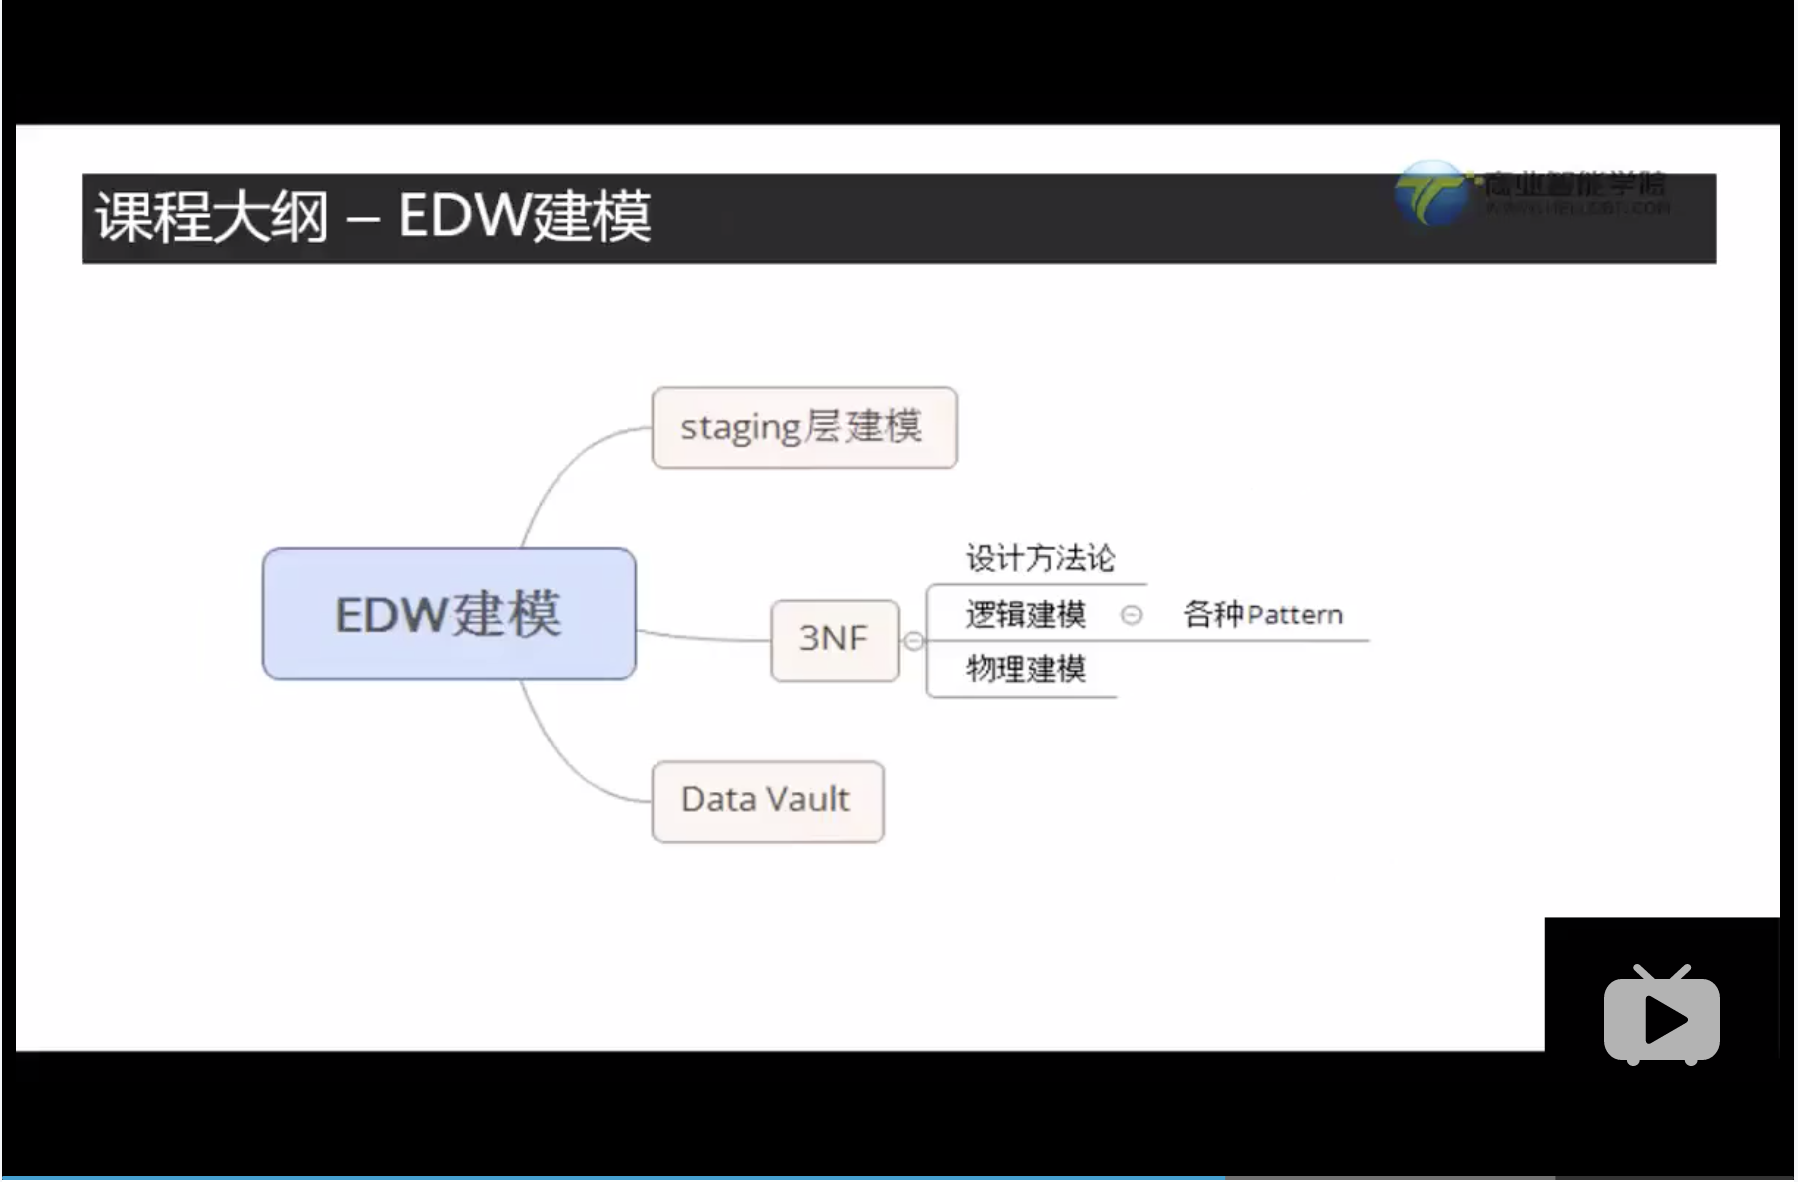 课程大纲 – EDW建模
商业智能学院
staging层建模
EDW建模
3NF
设计方法论
逻辑建模
各种Pattern
物理建模
Data Vault